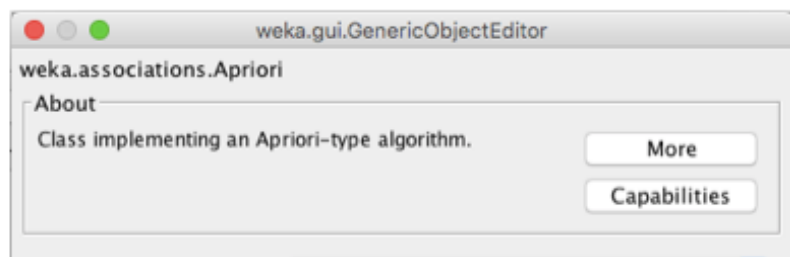 weka.gui.GenericObjectEditor
weka.associations.Apriori
About
Class implementing an Apriori-type algorithm.
More
Capabilities